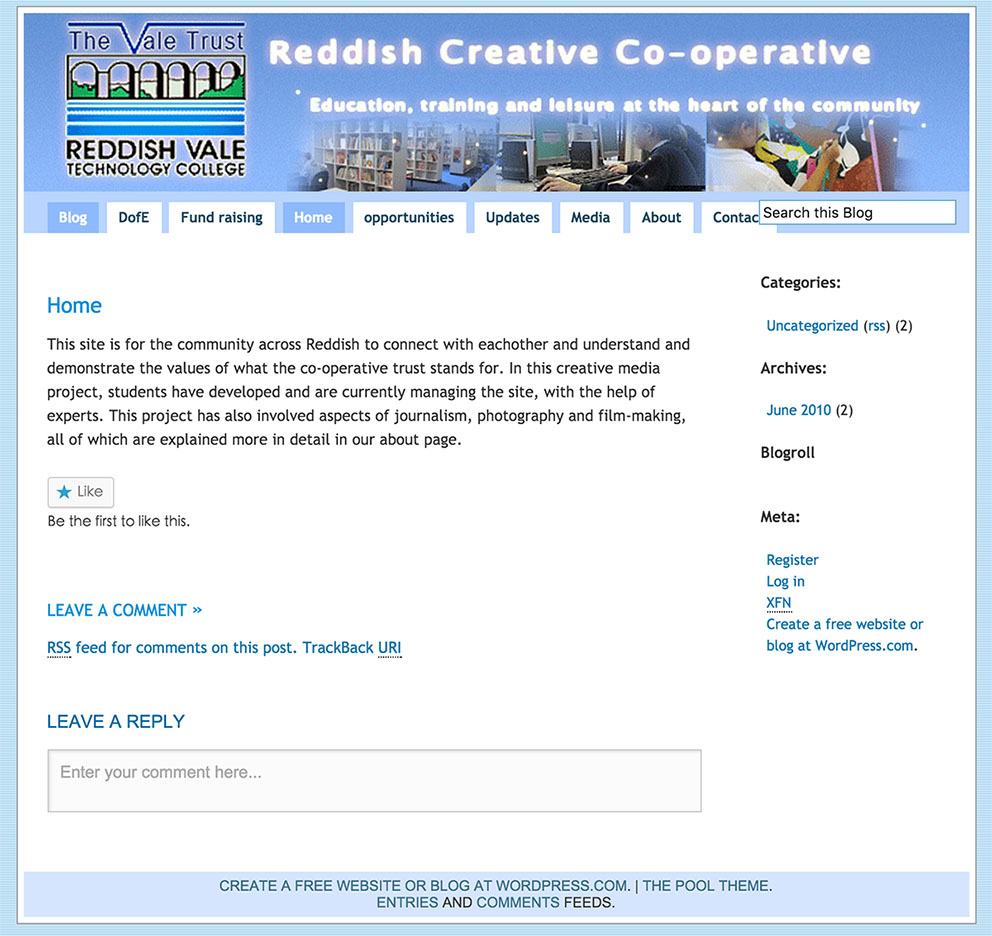 The Vale Trust
REDDISH VALE
TECHNOLOGY COLLEGE
Reddish Creative Co-operative
Education, training and leisure at the heart of the community
Blog DofE Fund raising Home opportunities Updates Media About Contac Search this Blog
Home
This site is for the community across Reddish to connect with eachother and understand and
demonstrate the values of what the co-operative trust stands for. In this creative media
project, students have developed and are currently managing the site, with the help of
experts. This project has also involved aspects of journalism, photography and film-making,
all of which are explained more in detail in our about page.
Like
Be the first to like this.
LEAVE A COMMENT »
RSS feed for comments on this post. TrackBack URI
LEAVE A REPLY
Enter your comment here...
Categories:
Uncategorized (rss) (2)
Archives:
June 2010 (2)
Blogroll
Meta:
Register
Log in
XFN
Create a free website or
blog at WordPress.com.
CREATE A FREE WEBSITE OR BLOG AT WORDPRESS.COM. | THE POOL THEME.
ENTRIES AND COMMENTS FEEDS.